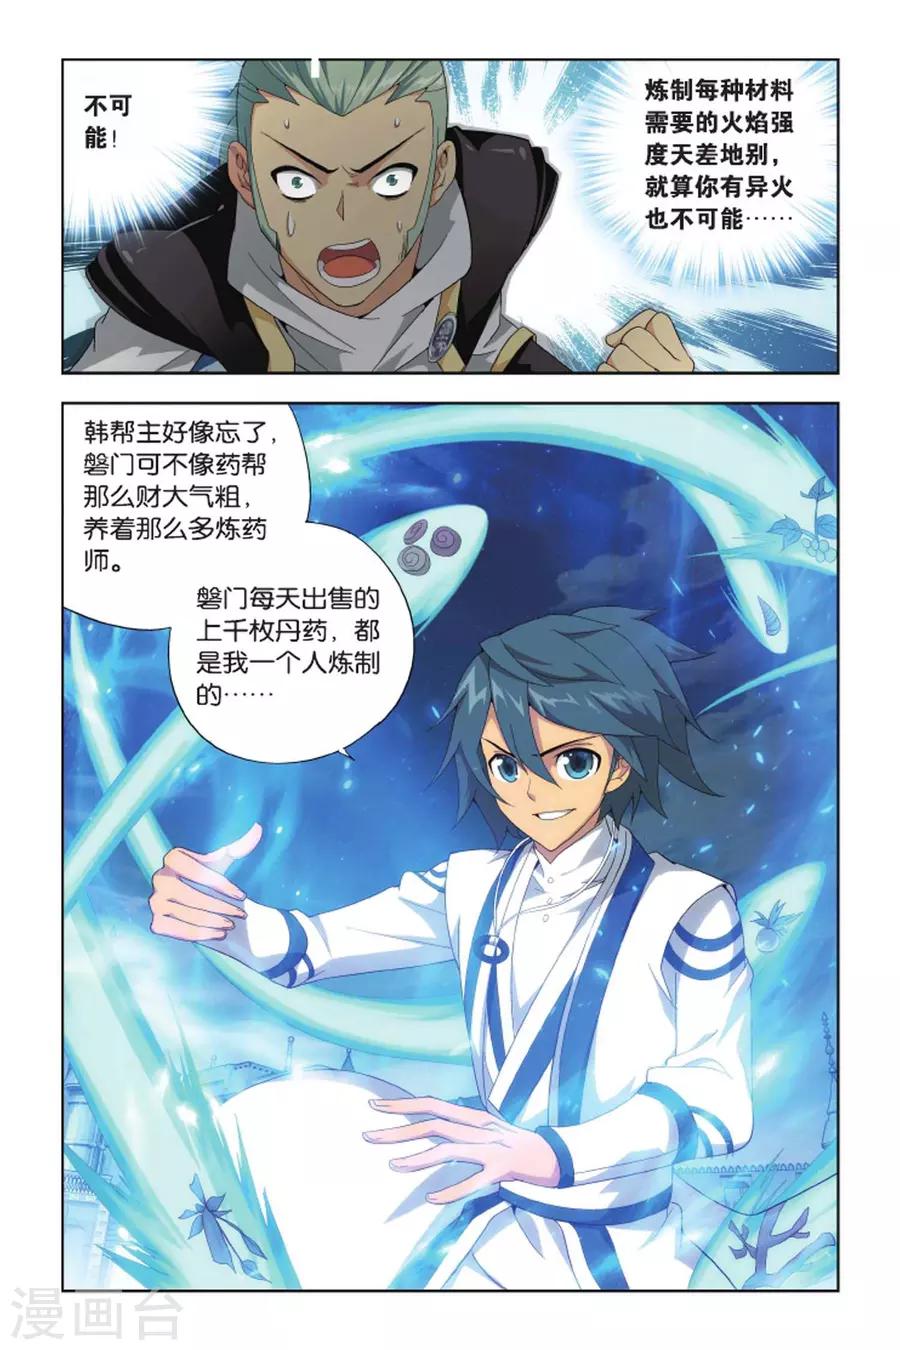 不可
能！
炼制每种材料
需要的火焰强
度天差地别，
就算你有异火
也不可能……
韩帮主好像忘了，
磐门可不像药帮
那么财大气粗，
养着那么多炼药
师。
磐门每天出售的
上千枚丹药，都
是我一个人炼制
的……
漫画台